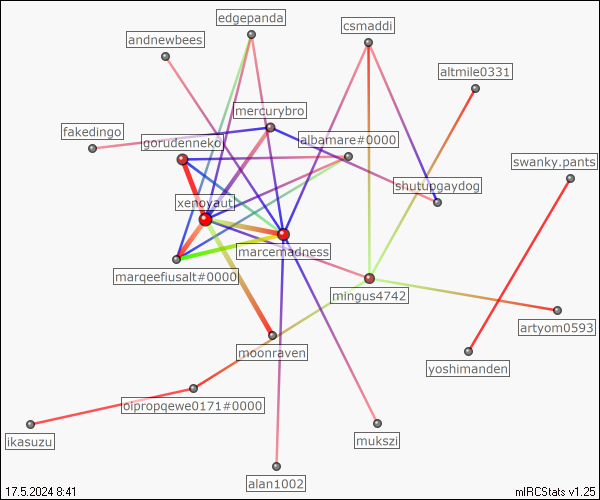 edgepanda
csmaddi
andnewbees
altmile0331
mercurybro
fakedingo
gorudenneko
albamare#0000
swanky.pants
shutupgaydog
xenoyaut
marcemadness
marqeefiusalt#0000
mingus4742
artyom0593
moonraven
yoshimanden
oipropqewe0171#0000
ikasuzu
mukszi
alan1002
17.5.2024 8:41
mIRCStats v1.25